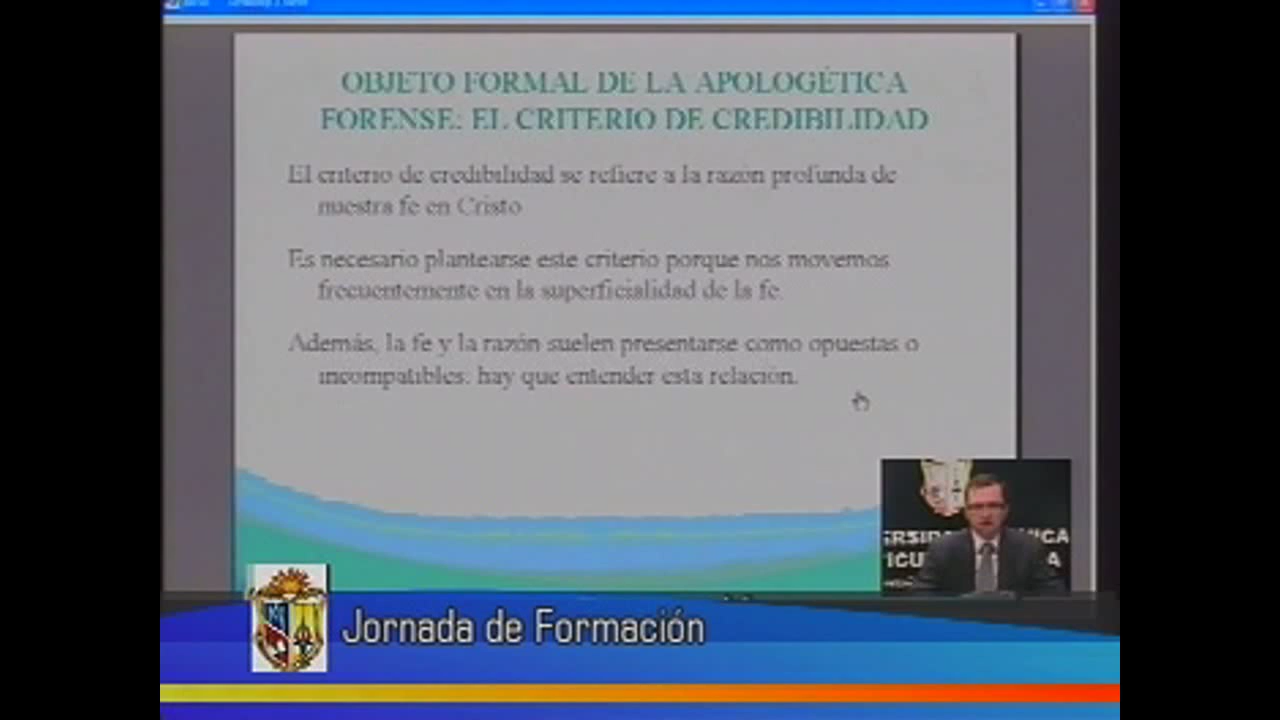 OBJETO FORMAL DE LA APOLOGÉTICA
FORENSE: EL CRITERIO DE CREDIBILIDAD
El criterio de credibilidad se refiere a la razón profunda de
nuestra fe en Cristo
Es necesario plantearse este criterio porque nos movemos
frecuentemente en la superficialidad de la fe.
Además, la fe y la razón suelen presentarse como opuestas o
incompatibles: hay que entender esta relación.
Jornada de Formación